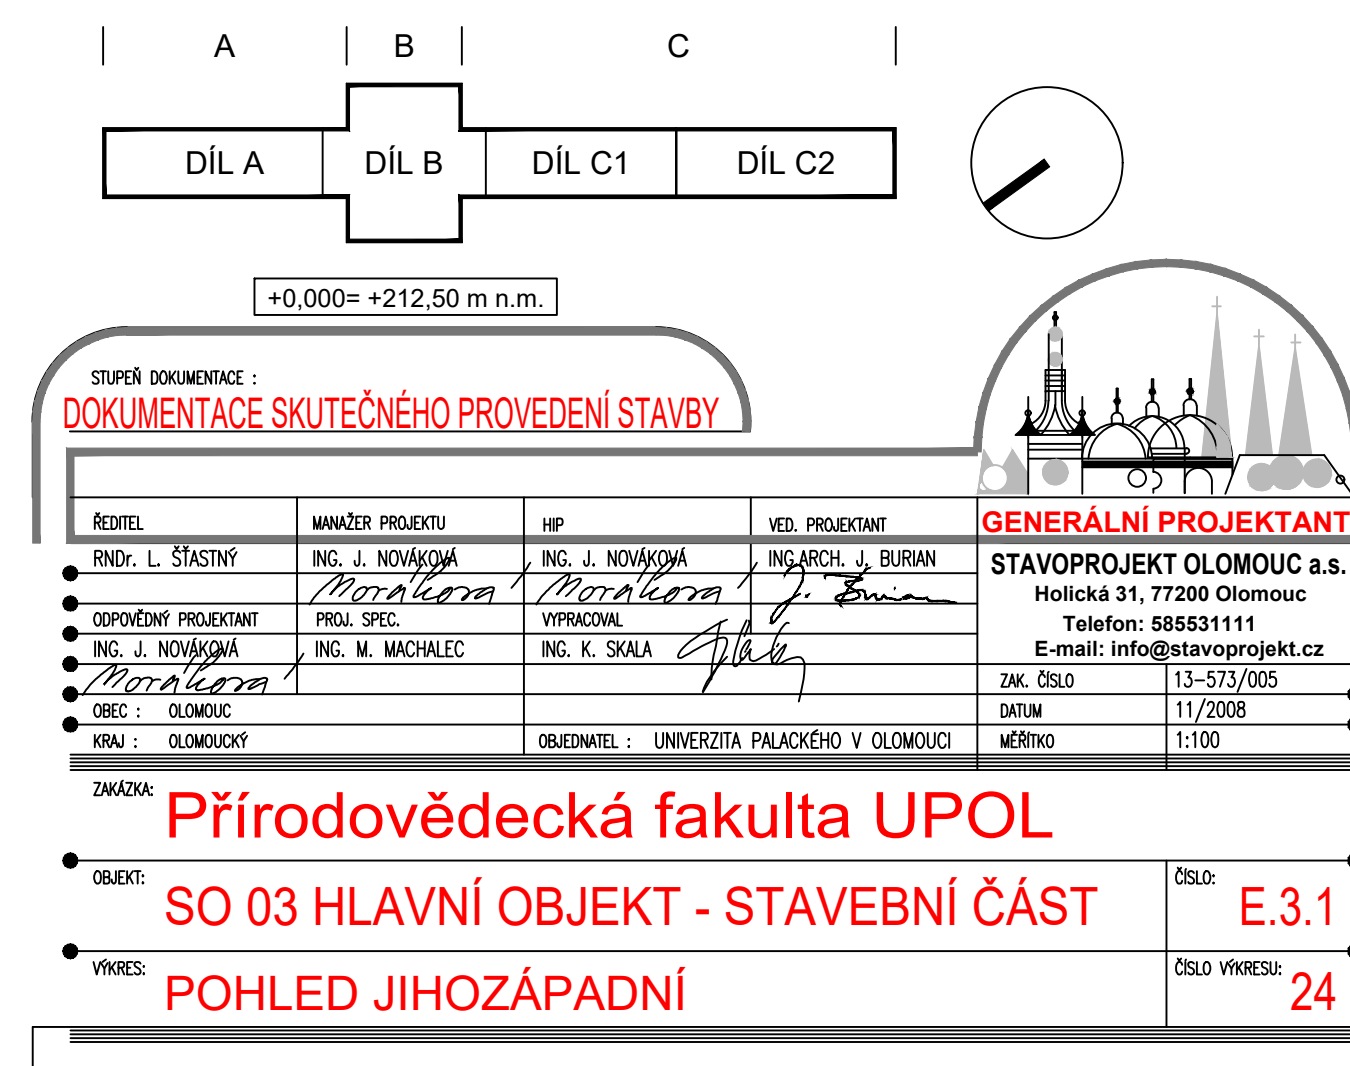 A B C
DÍL A DÍL B DÍL C1 DÍL C2
+0,000= +212,50 m n.m.
STUPEŇ DOKUMENTACE :
DOKUMENTACE SKUTEČNÉHO PROVEDENÍ STAVBY
ŘEDITEL MANAŽER PROJEKTU HIP VED. PROJEKTANT
RNDr. L. ŠŤASTNÝ ING. J. NOVÁKOVÁ ING. J. NOVÁKOVÁ ING.ARCH. J. BURIAN
Nováková Nováková J. Burian
ODPOVĚDNÝ PROJEKTANT PROJ. SPEC. VYPRACOVAL
ING. J. NOVÁKOVÁ ING. M. MACHALEC ING. K. SKALA
Nováková
OBEC : OLOMOUC
KRAJ : OLOMOUCKÝ OBJEDNATEL : UNIVERZITA PALACKÉHO V OLOMOUCI
GENERÁLNÍ PROJEKTANT
STAVOPROJEKT OLOMOUC a.s.
Holická 31, 77200 Olomouc
Telefon: 585531111
E-mail: info@stavoprojekt.cz
ZAK. ČÍSLO 13-573/005
DATUM 11/2008
MĚŘÍTKO 1:100
ZAKÁZKA: Přírodovědecká fakulta UPOL
OBJEKT: SO 03 HLAVNÍ OBJEKT - STAVEBNÍ ČÁST ČÍSLO: E.3.1
VÝKRES: POHLED JIHOZÁPADNÍ ČÍSLO VÝKRESU: 24